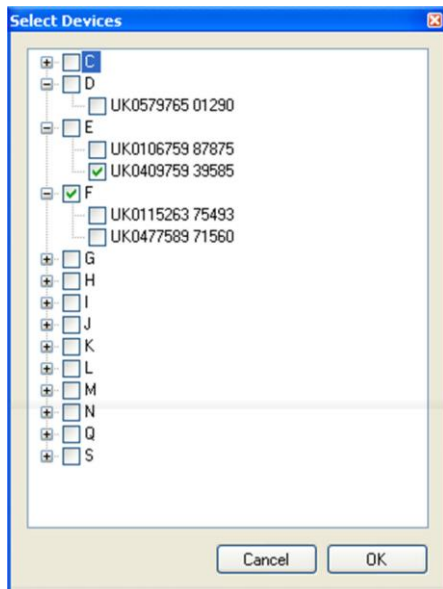 Select Devices
C
D
UK0579765 01290
E
UK0106759 87875
UK0409759 39585
F
UK0115263 75493
UK0477589 71560
G
H
I
J
K
L
M
N
Q
S
Cancel OK